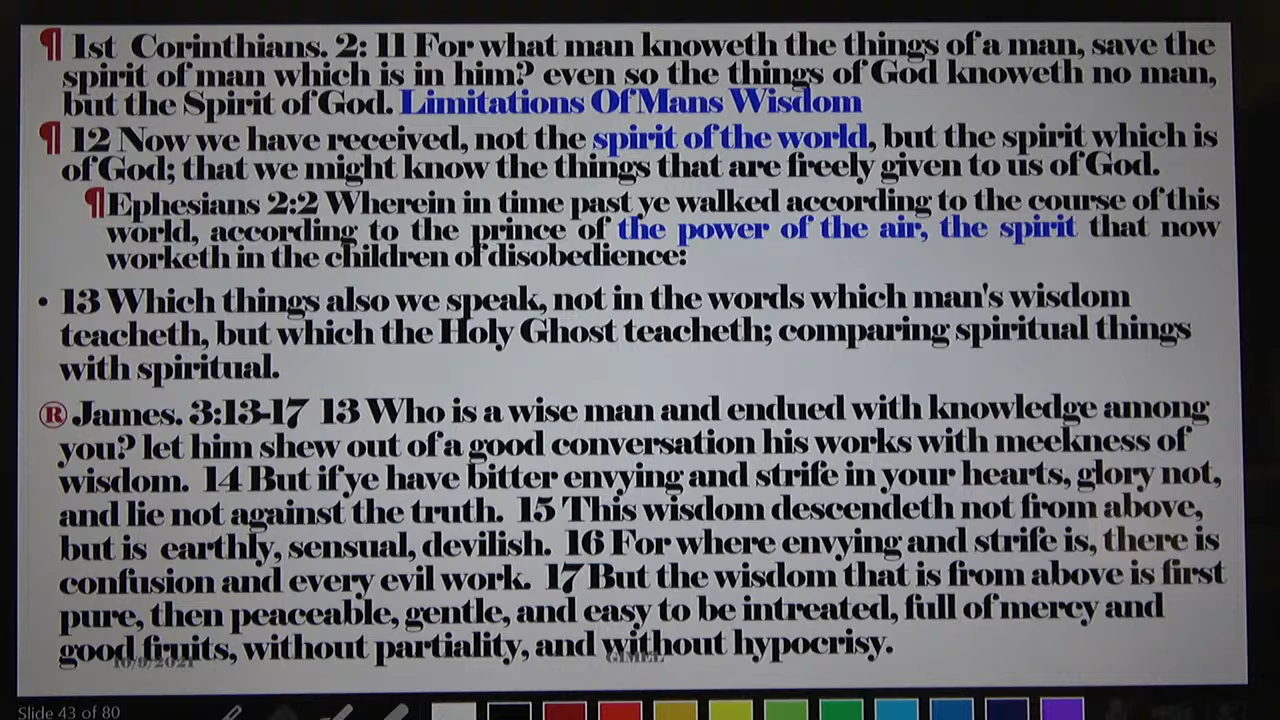 ¶ 1st Corinthians. 2: 11 For what man knoweth the things of a man, save the
spirit of man which is in him? even so the things of God knoweth no man,
but the Spirit of God. Limitations Of Mans Wisdom
¶ 12 Now we have received, not the spirit of the world, but the spirit which is
of God; that we might know the things that are freely given to us of God.
¶Ephesians 2:2 Wherein in time past ye walked according to the course of this
world, according to the prince of the power of the air, the spirit that now
worketh in the children of disobedience:
• 13 Which things also we speak, not in the words which man's wisdom
teacheth, but which the Holy Ghost teacheth; comparing spiritual things
with spiritual.
® James. 3:13-17 13 Who is a wise man and endued with knowledge among
you? let him shew out of a good conversation his works with meekness of
wisdom. 14 But if ye have bitter envying and strife in your hearts, glory not,
and lie not against the truth. 15 This wisdom descendeth not from above,
but is earthly, sensual, devilish. 16 For where envying and strife is, there is
confusion and every evil work. 17 But the wisdom that is from above is first
pure, then peaceable, gentle, and easy to be intreated, full of mercy and
good fruits, without partiality, and without hypocrisy.
10/9/2021
Slide 43 of 80